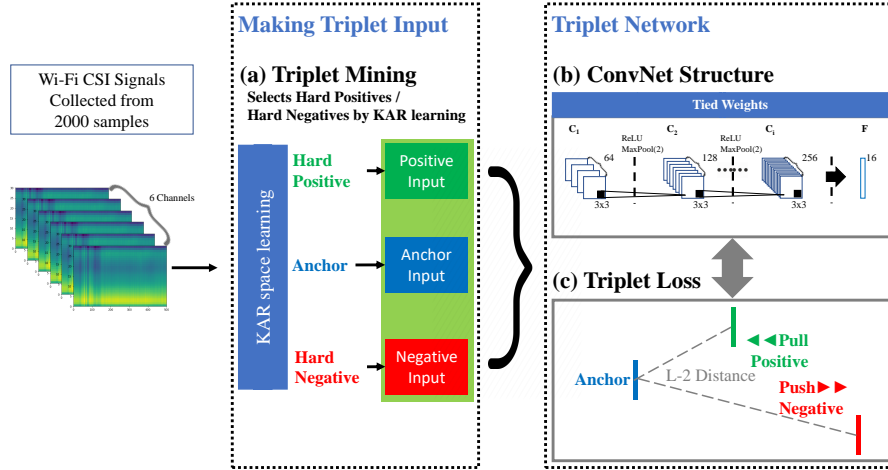 Making Triplet Input
Triplet Network
Wi-Fi CSI Signals
Collected from
2000 samples
6 Channels
(a) Triplet Mining
Selects Hard Positives /
Hard Negatives by KAR learning
KAR space learning
Hard
Positive
Positive
Input
Anchor
Anchor
Input
Hard
Negative
Negative
Input
(b) ConvNet Structure
Tied Weights
C1
ReLU
MaxPool(2)
C2
ReLU
MaxPool(2)
Ci
F
64
128
256
16
3x3
3x3
3x3
(c) Triplet Loss
Pull
Positive
Anchor
L-2 Distance
Push
Negative